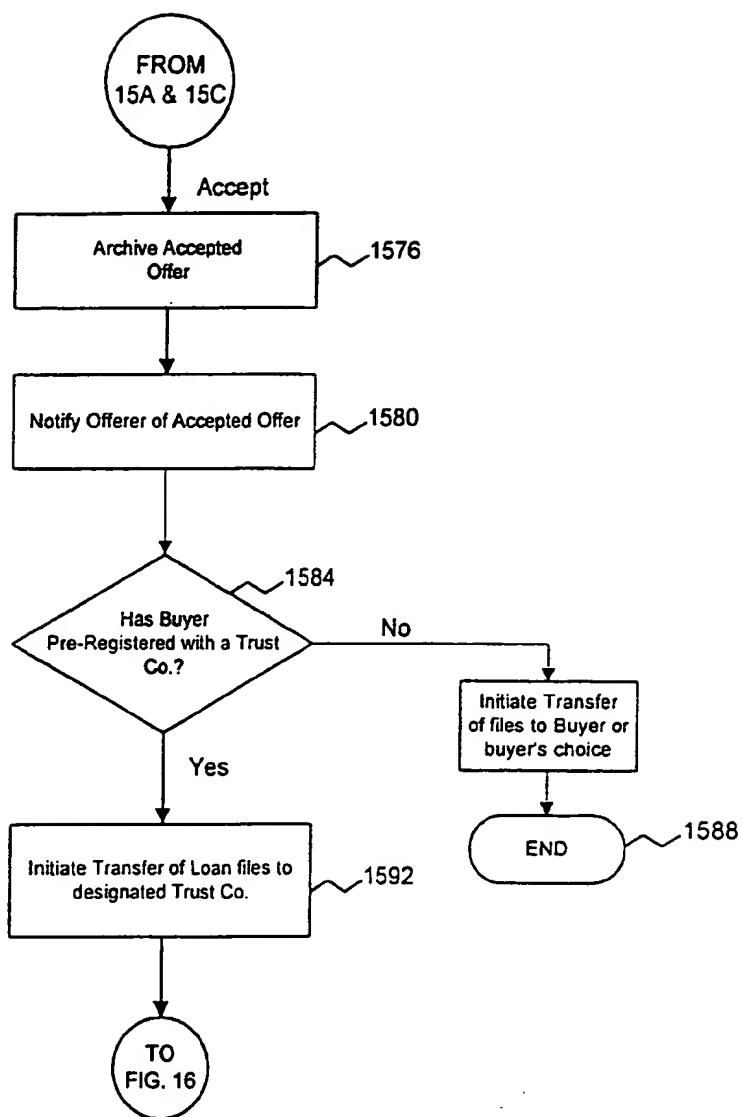 FROM
15A & 15C
Accept
Archive Accepted
Offer
1576
Notify Offerer of Accepted Offer
1580
1584
Has Buyer
Pre-Registered with a Trust
Co.?
No
Initiate Transfer
of files to Buyer or
buyer's choice
Yes
END
1588
Initiate Transfer of Loan files to
designated Trust Co.
1592
TO
FIG. 16